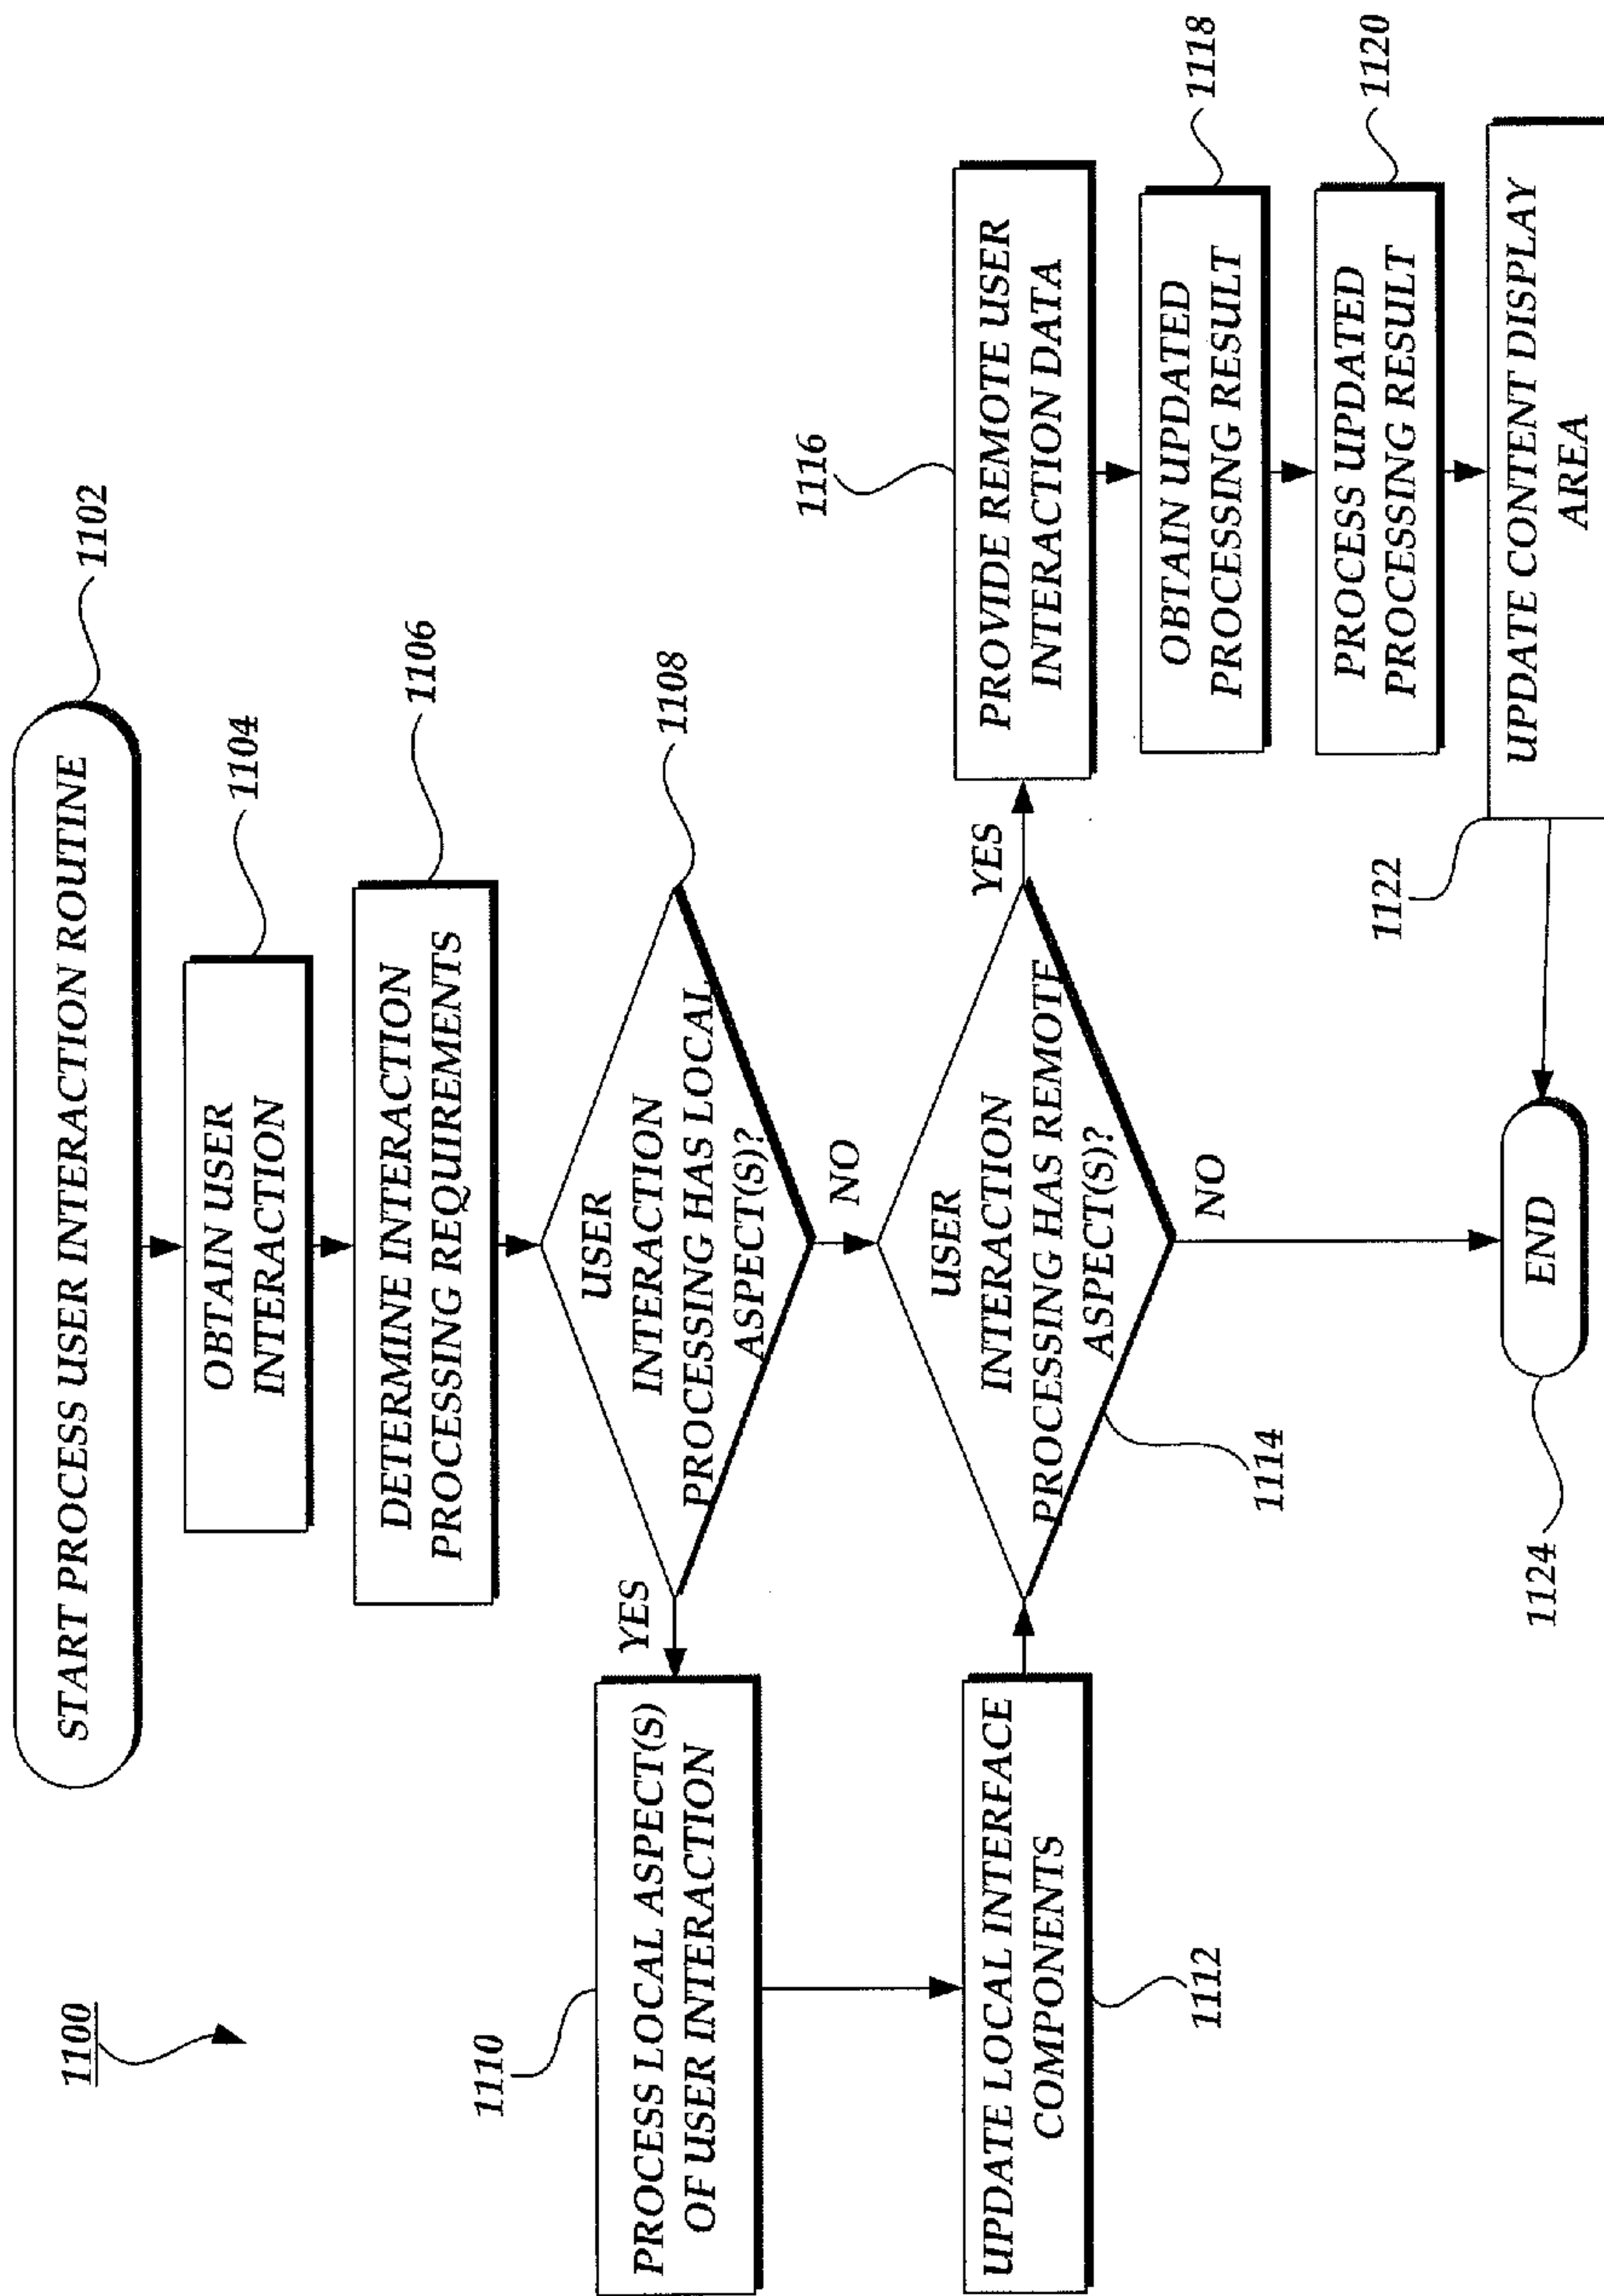 1100
START PROCESS USER INTERACTION ROUTINE
1102
OBTAIN USER
INTERACTION
1104
DETERMINE INTERACTION
PROCESSING REQUIREMENTS
1106
USER
INTERACTION
PROCESSING HAS LOCAL
ASPECT(S)?
1108
YES
NO
1110
PROCESS LOCAL ASPECT(S)
OF USER INTERACTION
UPDATE LOCAL INTERFACE
COMPONENTS
1112
USER
INTERACTION
PROCESSING HAS REMOTE
ASPECT(S)?
1114
YES
NO
1116
PROVIDE REMOTE USER
INTERACTION DATA
OBTAIN UPDATED
PROCESSING RESULT
1118
PROCESS UPDATED
PROCESSING RESULT
1120
UPDATE CONTENT DISPLAY
AREA
1122
END
1124